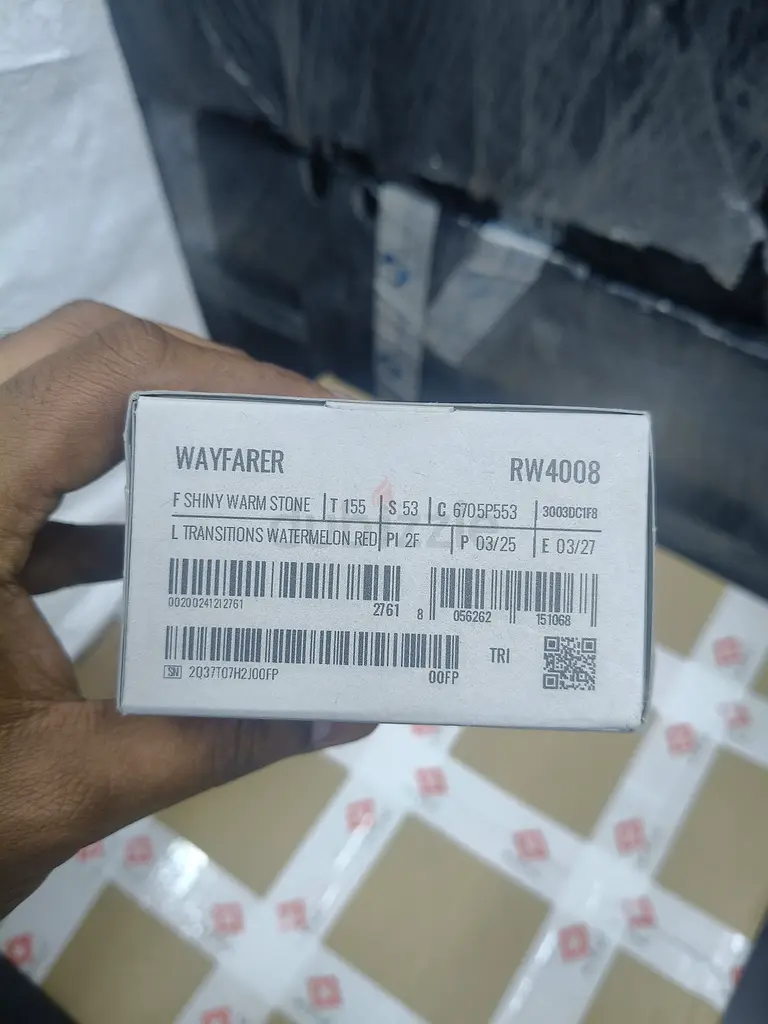 WAYFARER
RW4008
F SHINY WARM STONE T 155 S 53 C 6705P553 3003DC1F8
L TRANSITIONS WATERMELON RED PI 2F P 03/25 E 03/27
00200241212761 2761 8 056262 151068
TRI
SN 2Q37T07H2J00FP 00FP